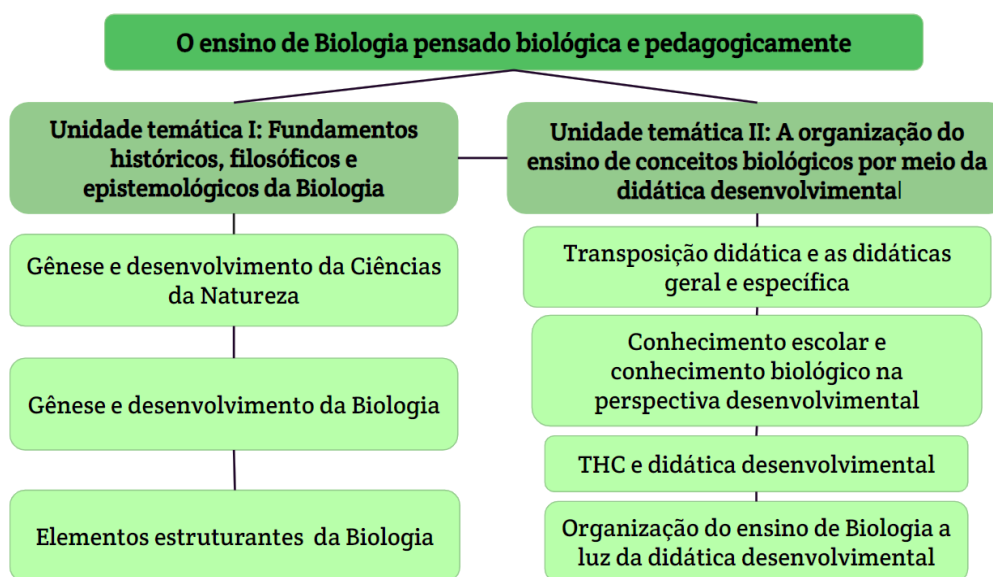 O ensino de Biologia pensado biológica e pedagogicamente
Unidade temática I: Fundamentos
históricos, filosóficos e
epistemológicos da Biologia
Gênese e desenvolvimento da Ciências
da Natureza
Gênese e desenvolvimento da Biologia
Elementos estruturantes da Biologia
Unidade temática II: A organização do
ensino de conceitos biológicos por meio da
didática desenvolvimental
Transposição didática e as didáticas
geral e específica
Conhecimento escolar e
conhecimento biológico na
perspectiva desenvolvimental
THC e didática desenvolvimental
Organização do ensino de Biologia a
luz da didática desenvolvimental